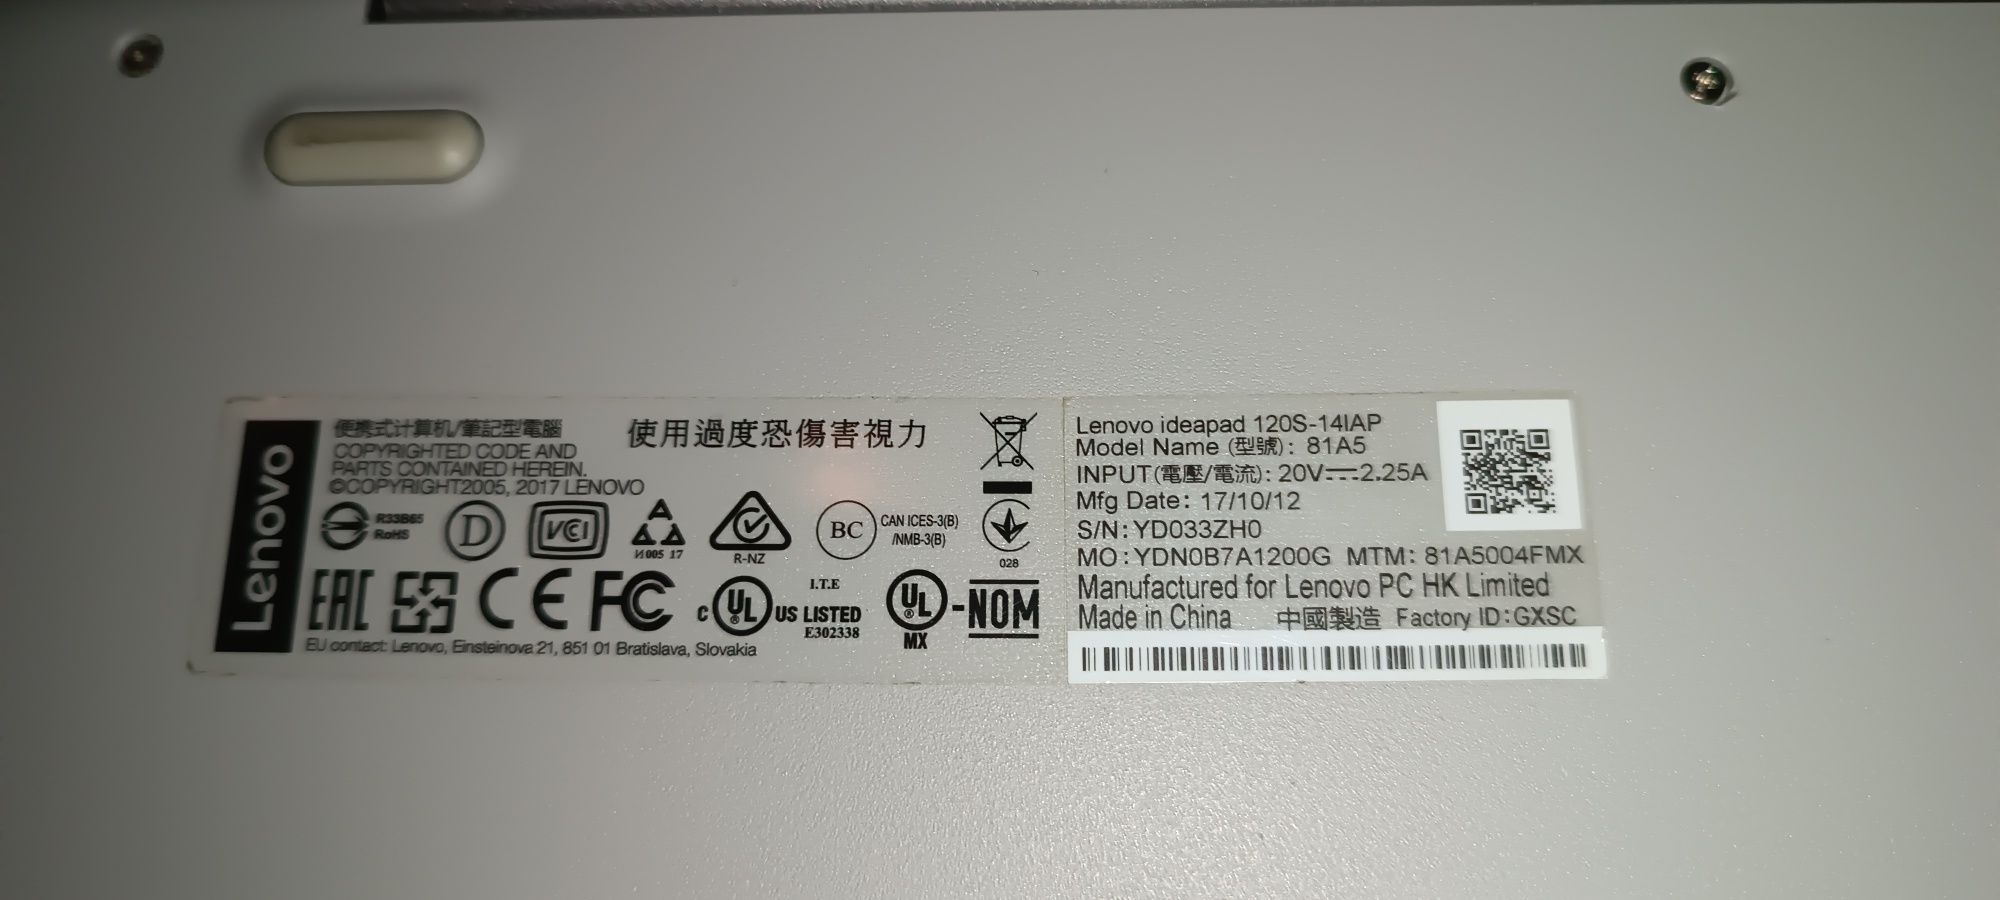 Lenovo
便携式计算机/筆記型電腦
COPYRIGHTED CODE AND
PARTS CONTAINED HEREIN.
©COPYRIGHT2005, 2017 LENOVO
使用過度恐傷害視力
R33B65
RoHS
D
VCI
И005 17
R-NZ
BC
CAN ICES-3(B)
/NMB-3(B)
028
EAC
CE
FC
c UL ® US LISTED
I.T.E
E302338
UL ®
MX
-NOM
EU contact: Lenovo, Einsteinova 21, 851 01 Bratislava, Slovakia
Lenovo ideapad 120S-14IAP
Model Name (型號): 81A5
INPUT(電壓/電流): 20V⎓2.25A
Mfg Date: 17/10/12
S/N:YD033ZH0
MO:YDN0B7A1200G MTM: 81A5004FMX
Manufactured for Lenovo PC HK Limited
Made in China 中國製造 Factory ID:GXSC